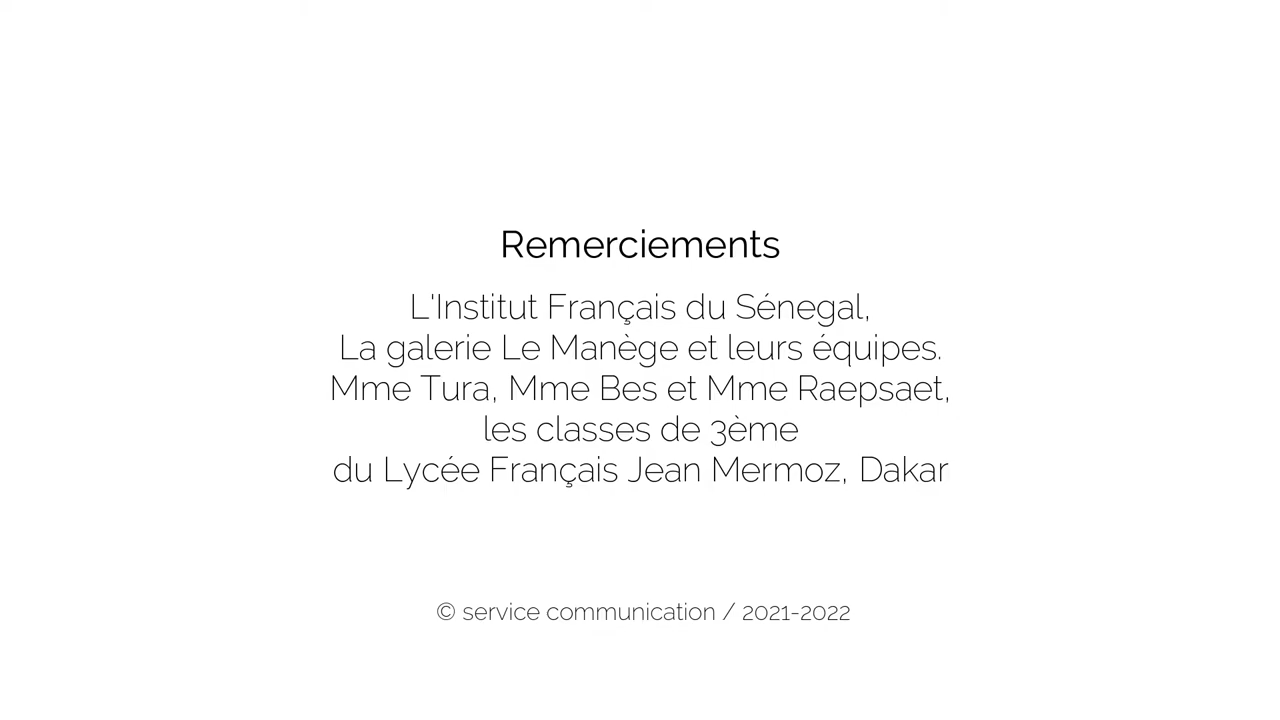 Remerciements
L'Institut Français du Sénegal,
La galerie Le Manège et leurs équipes.
Mme Tura, Mme Bes et Mme Raepsaet,
les classes de 3ème
du Lycée Français Jean Mermoz, Dakar
© service communication / 2021-2022